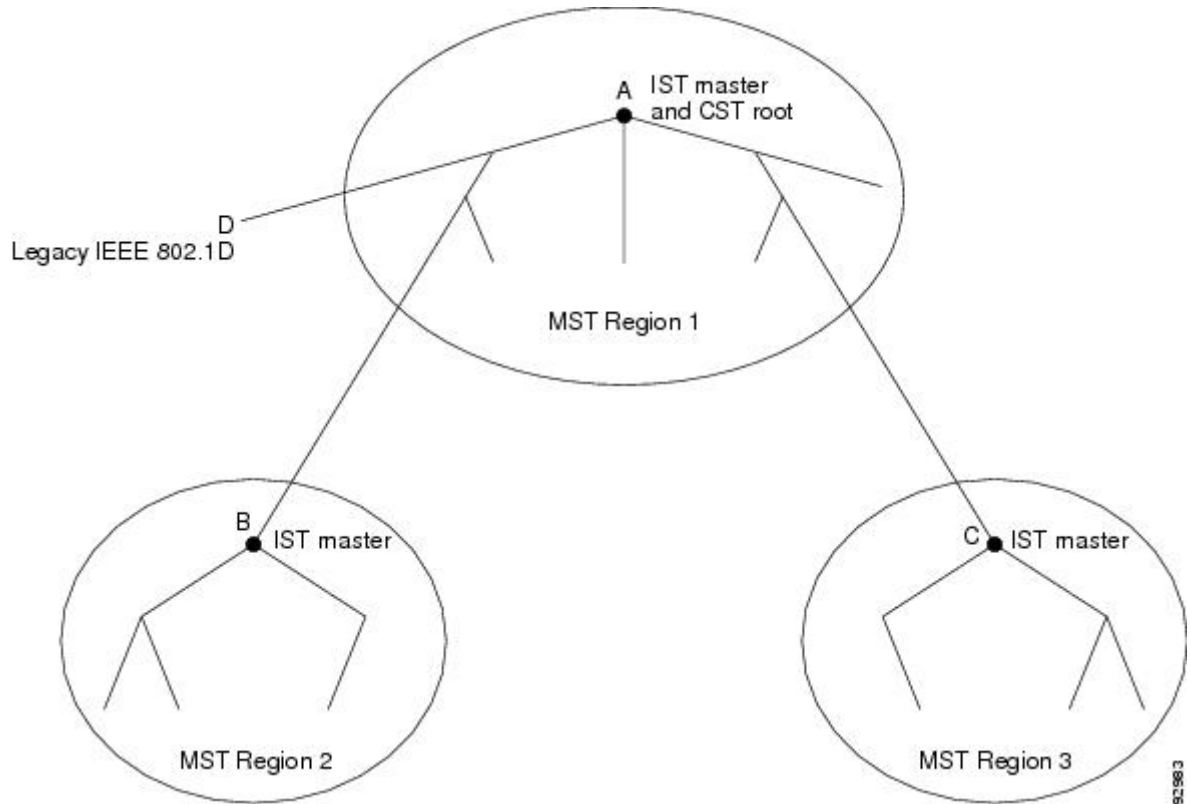 A
IST master
and CST root
D
Legacy IEEE 802.1D
MST Region 1
B
IST master
C
IST master
MST Region 2
MST Region 3
92983